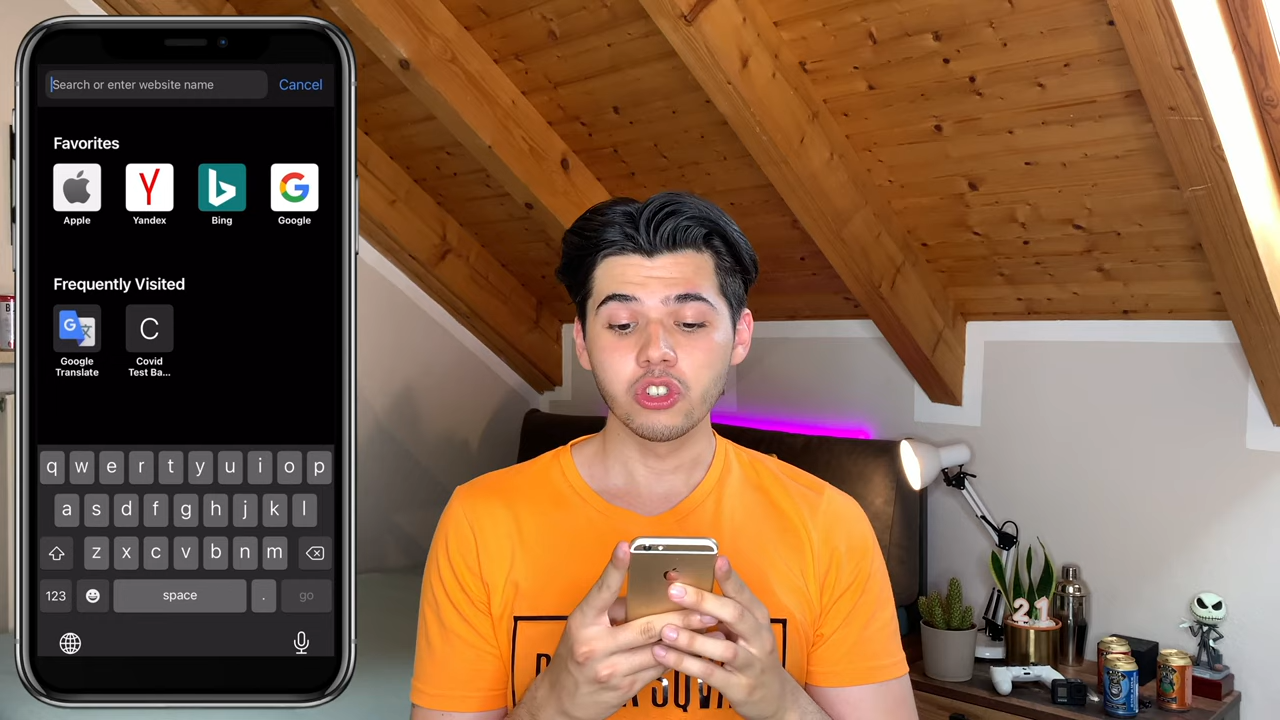 Search or enter website name
Cancel
Favorites
Apple
Yandex
Bing
Google
Frequently Visited
Google
Translate
C
Covid
Test Ba...
q w e r t y u i o p
a s d f g h j k l
z x c v b n m
123
space
.
go
21